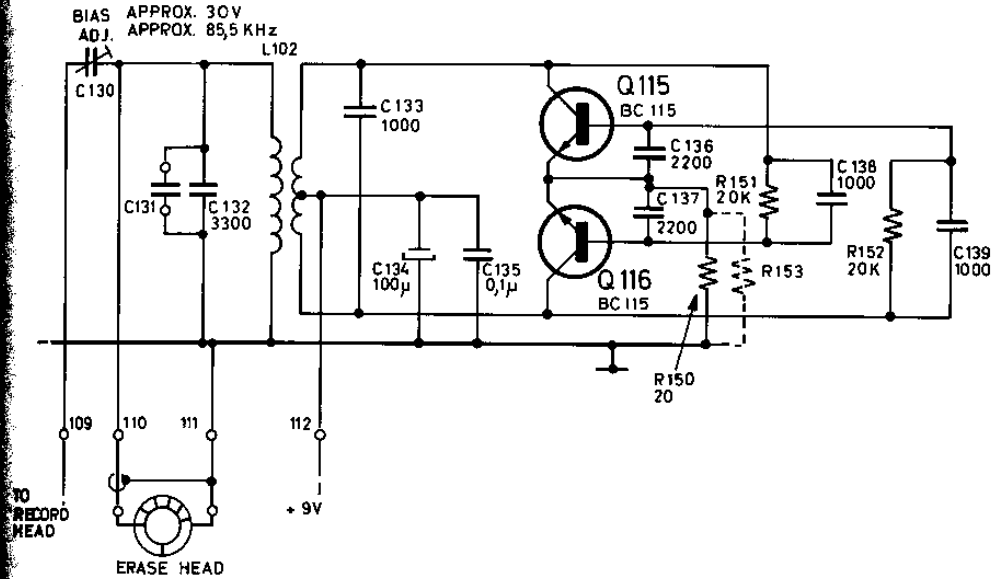 BIAS APPROX. 30V
ADJ. APPROX. 85,5 KHz
L102
C130
Q115
BC 115
C133
1000
C136
2200
C138
1000
R151
20K
C137
2200
C131
C132
3300
R152
20K
C139
1000
C134
100µ
C135
0,1µ
Q116
BC 115
R153
R150
20
109
110
111
112
TO
RECORD
HEAD
+ 9V
ERASE HEAD